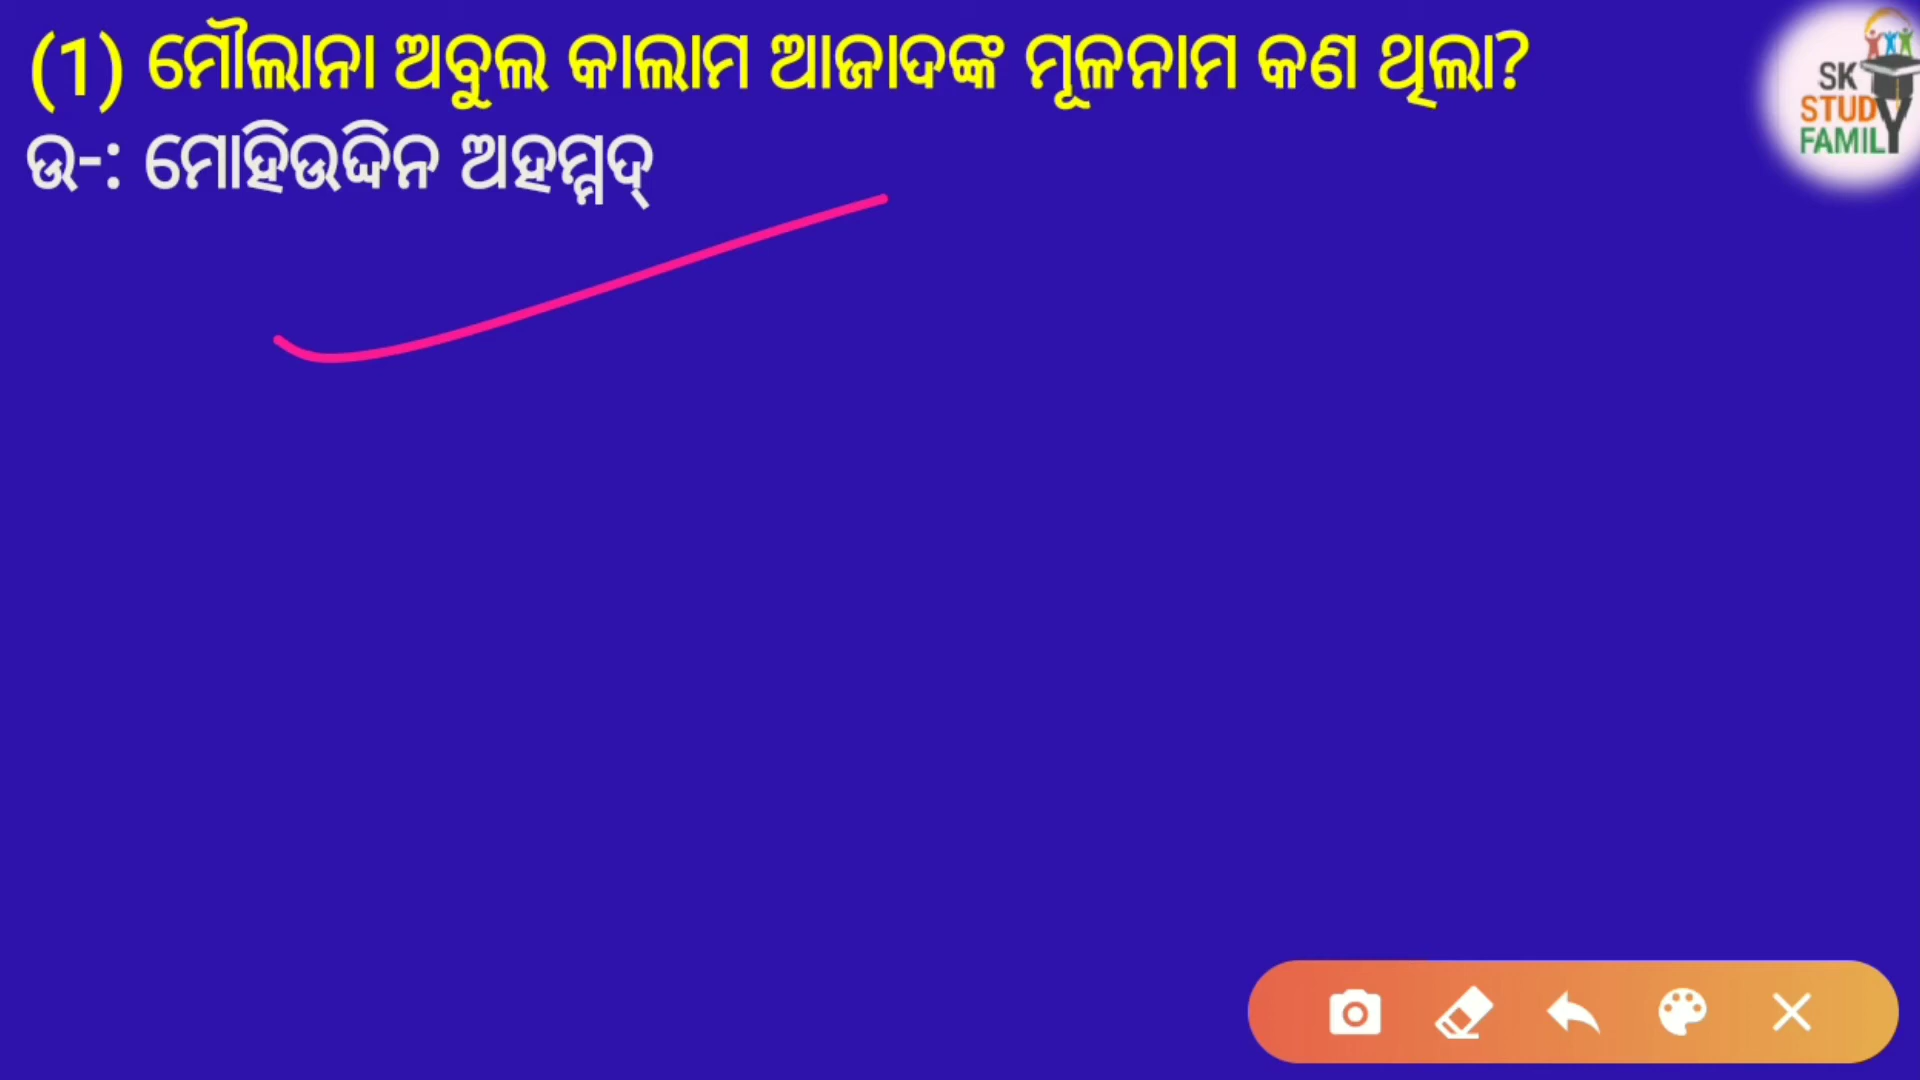 (1) ମୌଲାନା ଅବୁଲ କାଲାମ ଆଜାଦଙ୍କ ମୂଳନାମ କଣ ଥିଲା?
ଉ-: ମୋହିଉଦ୍ଦିନ ଅହମ୍ମଦ୍
SK
STUDY
FAMILY